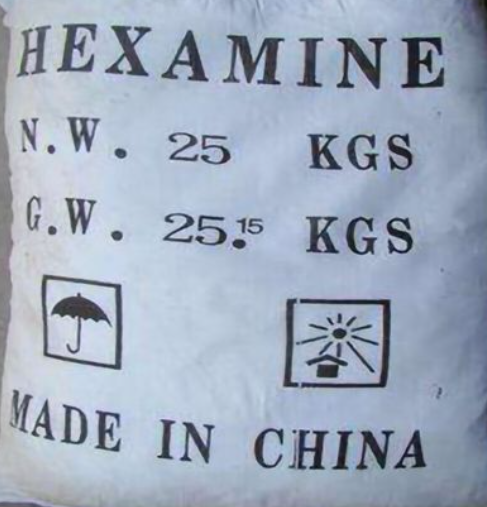 HEXAMINE
N.W. 25 KGS
G.W. 25.15 KGS
MADE IN CHINA